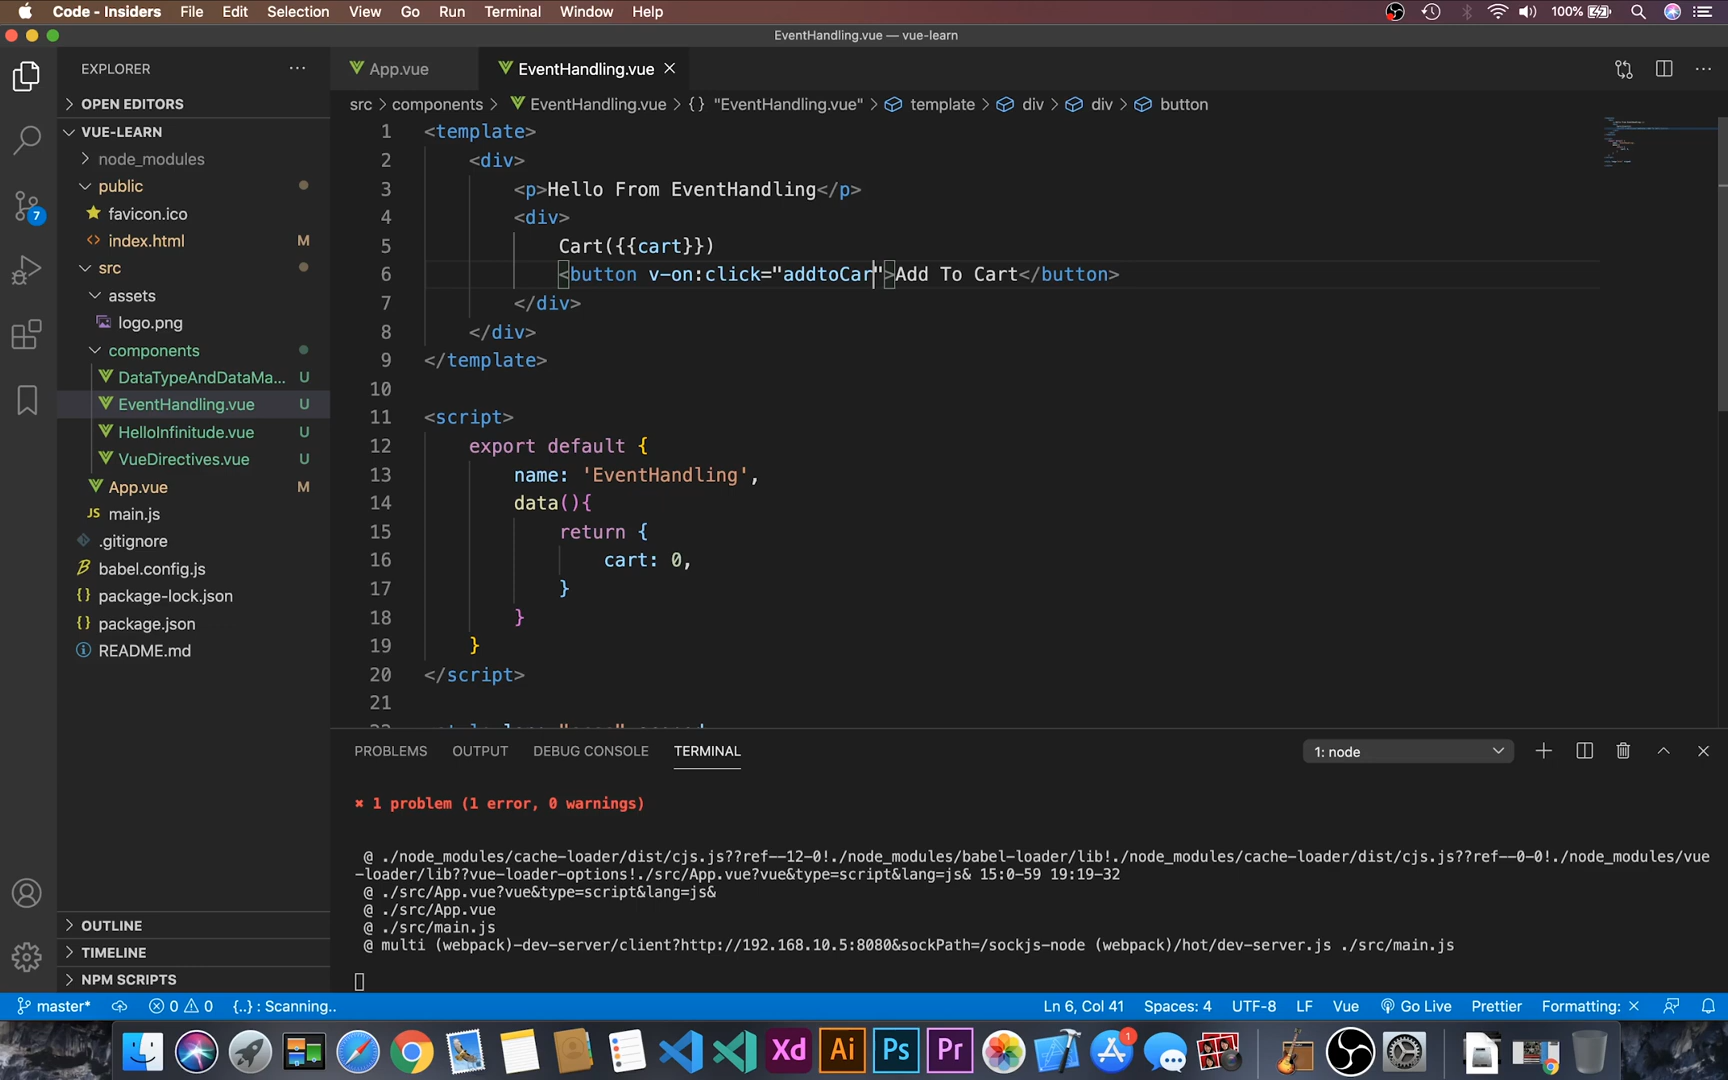 Code - Insiders File Edit Selection View Go Run Terminal Window Help 100%
EventHandling.vue — vue-learn
EXPLORER ···
App.vue EventHandling.vue
OPEN EDITORS
src > components > EventHandling.vue > {} "EventHandling.vue" > template > div > div > button
VUE-LEARN
node_modules
public
favicon.ico
index.html M
src
assets
logo.png
components
DataTypeAndDataMa... U
EventHandling.vue U
HelloInfinitude.vue U
VueDirectives.vue U
App.vue M
JS main.js
.gitignore
babel.config.js
{} package-lock.json
{} package.json
README.md
OUTLINE
TIMELINE
NPM SCRIPTS
7
1 <template>
2 <div>
3 <p>Hello From EventHandling</p>
4 <div>
5 Cart({{cart}})
6 <button v-on:click="addtoCar">Add To Cart</button>
7 </div>
8 </div>
9 </template>
10
11 <script>
12 export default {
13 name: 'EventHandling',
14 data(){
15 return {
16 cart: 0,
17 }
18 }
19 }
20 </script>
21
PROBLEMS OUTPUT DEBUG CONSOLE TERMINAL 1: node
✖ 1 problem (1 error, 0 warnings)
@ ./node_modules/cache-loader/dist/cjs.js??ref--12-0!./node_modules/babel-loader/lib!./node_modules/cache-loader/dist/cjs.js??ref--0-0!./node_modules/vue
-loader/lib??vue-loader-options!./src/App.vue?vue&type=script&lang=js& 15:0-59 19:19-32
@ ./src/App.vue?vue&type=script&lang=js&
@ ./src/App.vue
@ ./src/main.js
@ multi (webpack)-dev-server/client?http://192.168.10.5:8080&sockPath=/sockjs-node (webpack)/hot/dev-server.js ./src/main.js
master* 0 0 {..} : Scanning.. Ln 6, Col 41 Spaces: 4 UTF-8 LF Vue Go Live Prettier Formatting: ✕
Xd Ai Ps Pr 1